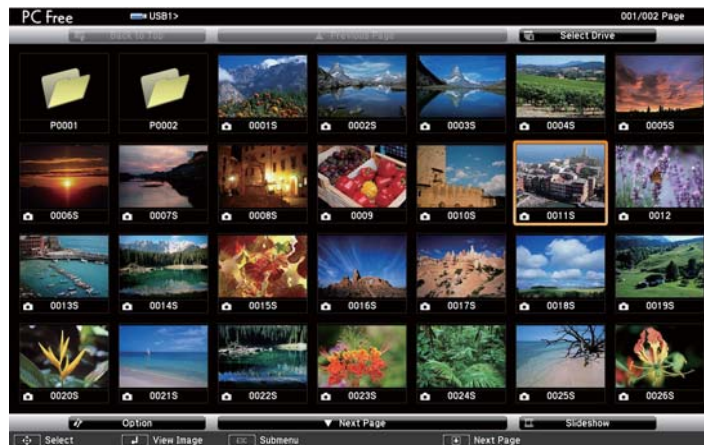 PC Free USB1> 001/002 Page
Back to Top Previous Page Select Drive
P0001 P0002 0001S 0002S 0003S 0004S 0005S
0006S 0007S 0008S 0009 0010S 0011S 0012
0013S 0014S 0015S 0016S 0017S 0018S 0019S
0020S 0021S 0022S 0023S 0024S 0025S 0026S
Option Next Page Slideshow
Select View Image ESC Submenu Next Page